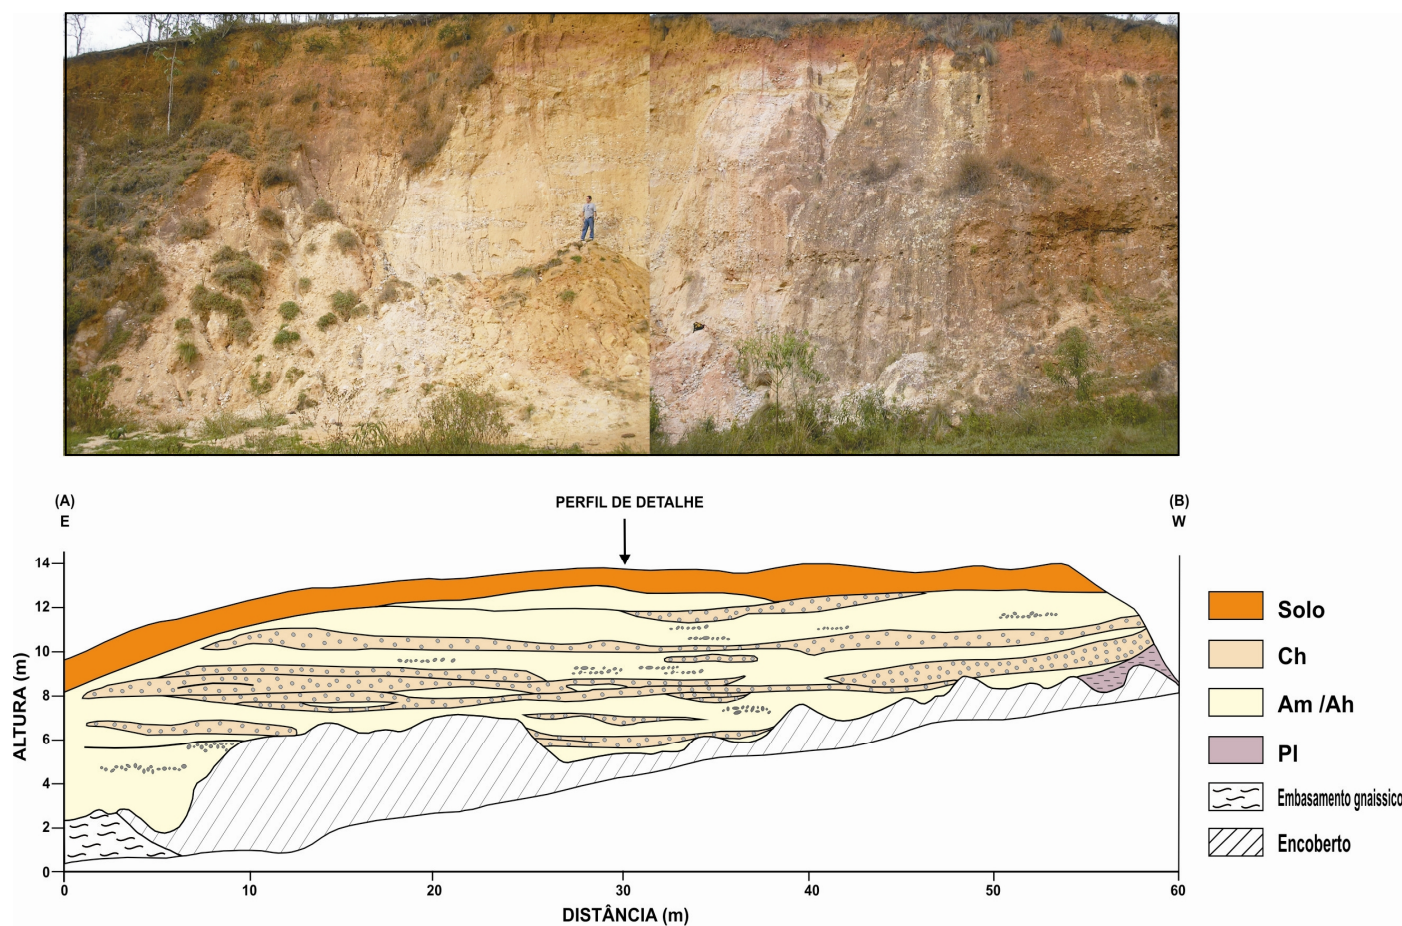 (A)
E
PERFIL DE DETALHE
(B)
W
14
12
10
8
6
4
2
0
ALTURA (m)
0 10 20 30 40 50 60
DISTÂNCIA (m)
Solo
Ch
Am /Ah
Pl
Embasamento gnaissico
Encoberto